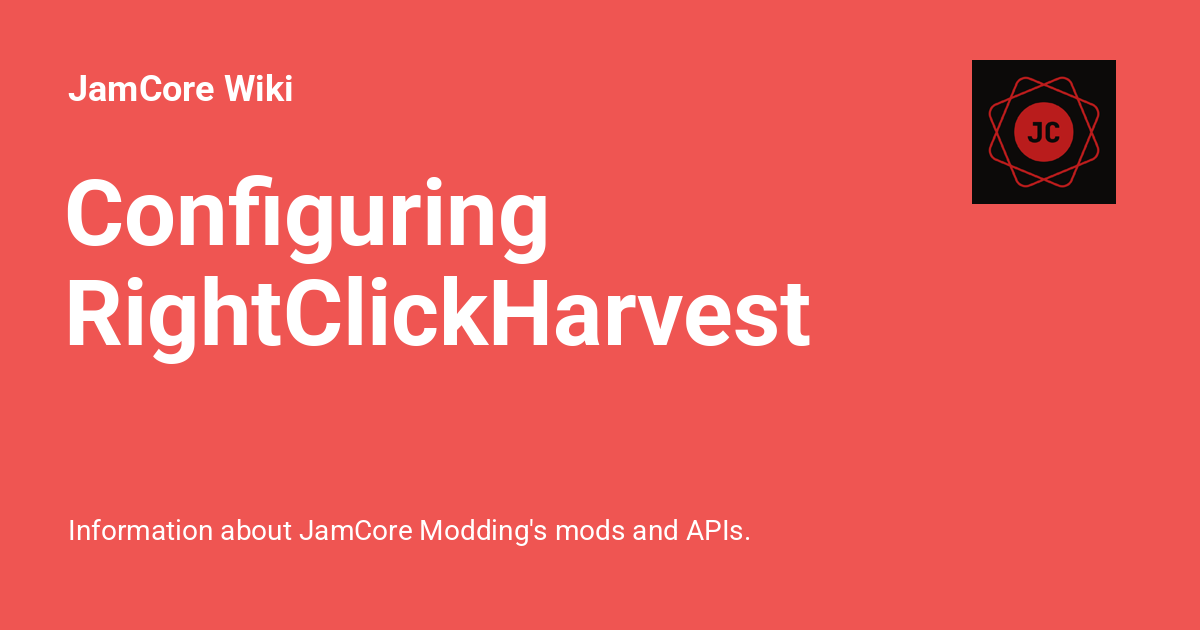 JamCore Wiki
JC
Configuring
RightClickHarvest
Information about JamCore Modding's mods and APIs.